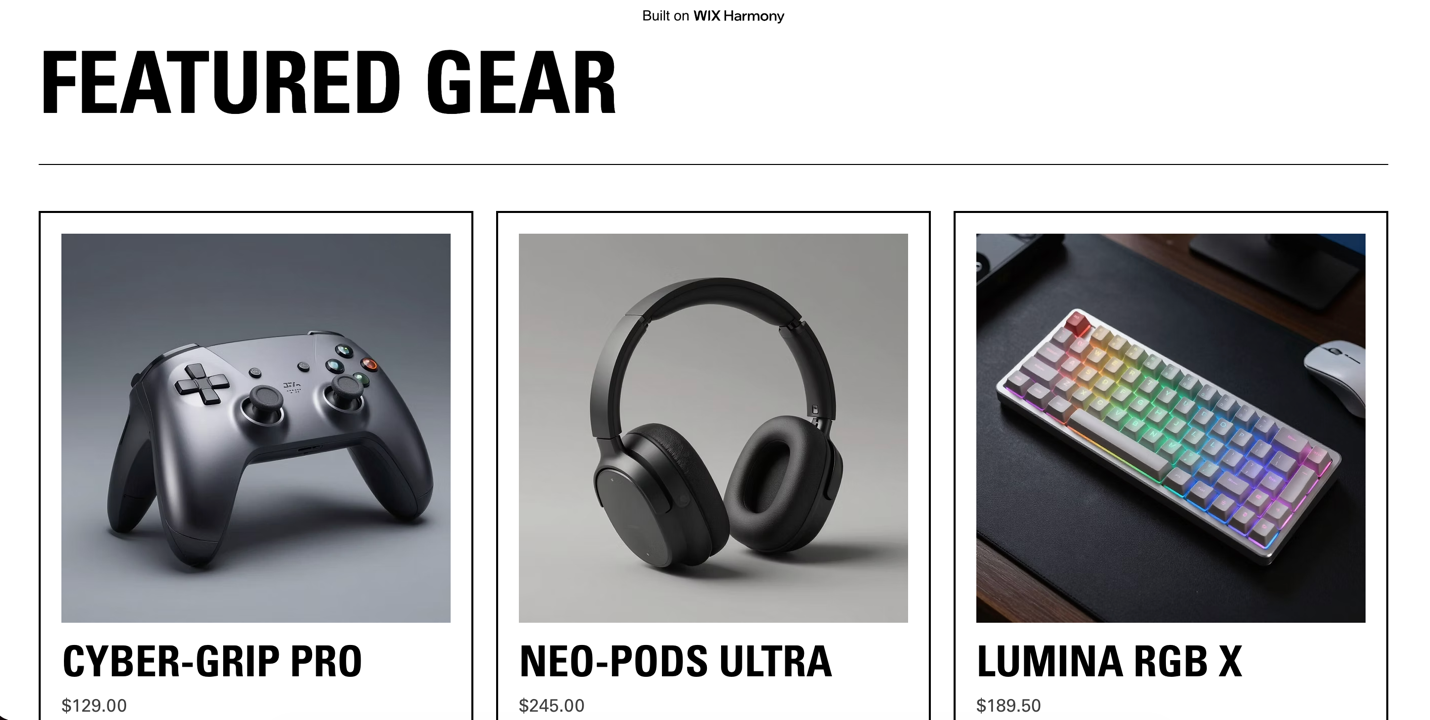 Built on WIX Harmony
FEATURED GEAR
CYBER-GRIP PRO
NEO-PODS ULTRA
LUMINA RGB X
$129.00
$245.00
$189.50